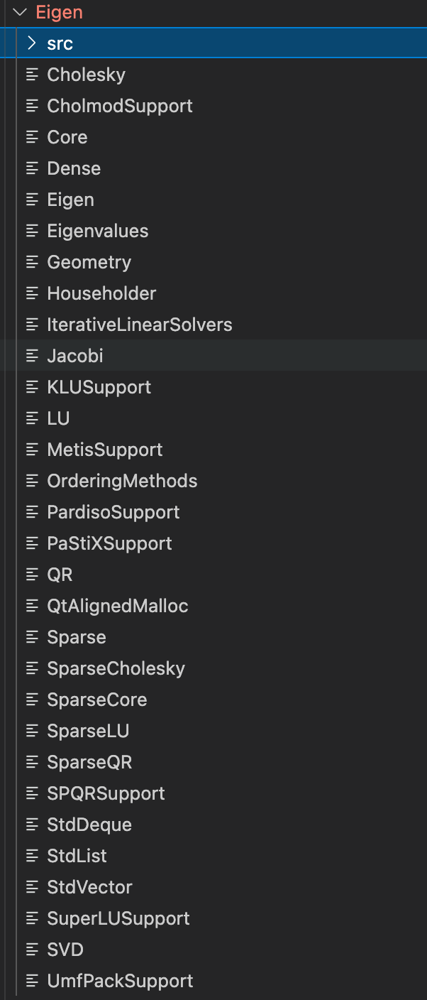 Eigen
src
Cholesky
CholmodSupport
Core
Dense
Eigen
Eigenvalues
Geometry
Householder
IterativeLinearSolvers
Jacobi
KLUSupport
LU
MetisSupport
OrderingMethods
PardisoSupport
PaStiXSupport
QR
QtAlignedMalloc
Sparse
SparseCholesky
SparseCore
SparseLU
SparseQR
SPQRSupport
StdDeque
StdList
StdVector
SuperLUSupport
SVD
UmfPackSupport